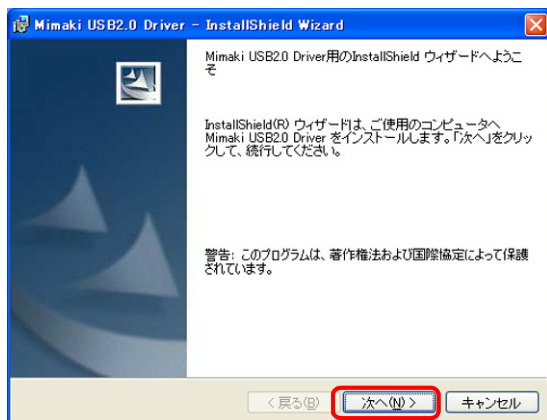 Mimaki USB2.0 Driver - InstallShield Wizard
Mimaki USB2.0 Driver用のInstallShield ウィザードへようこ
そ
InstallShield(R) ウィザードは、ご使用のコンピュータへ
Mimaki USB2.0 Driver をインストールします。「次へ」をクリッ
クして、続行してください。
警告: このプログラムは、著作権法および国際協定によって保護
されています。
< 戻る(B)
次へ(N) >
キャンセル